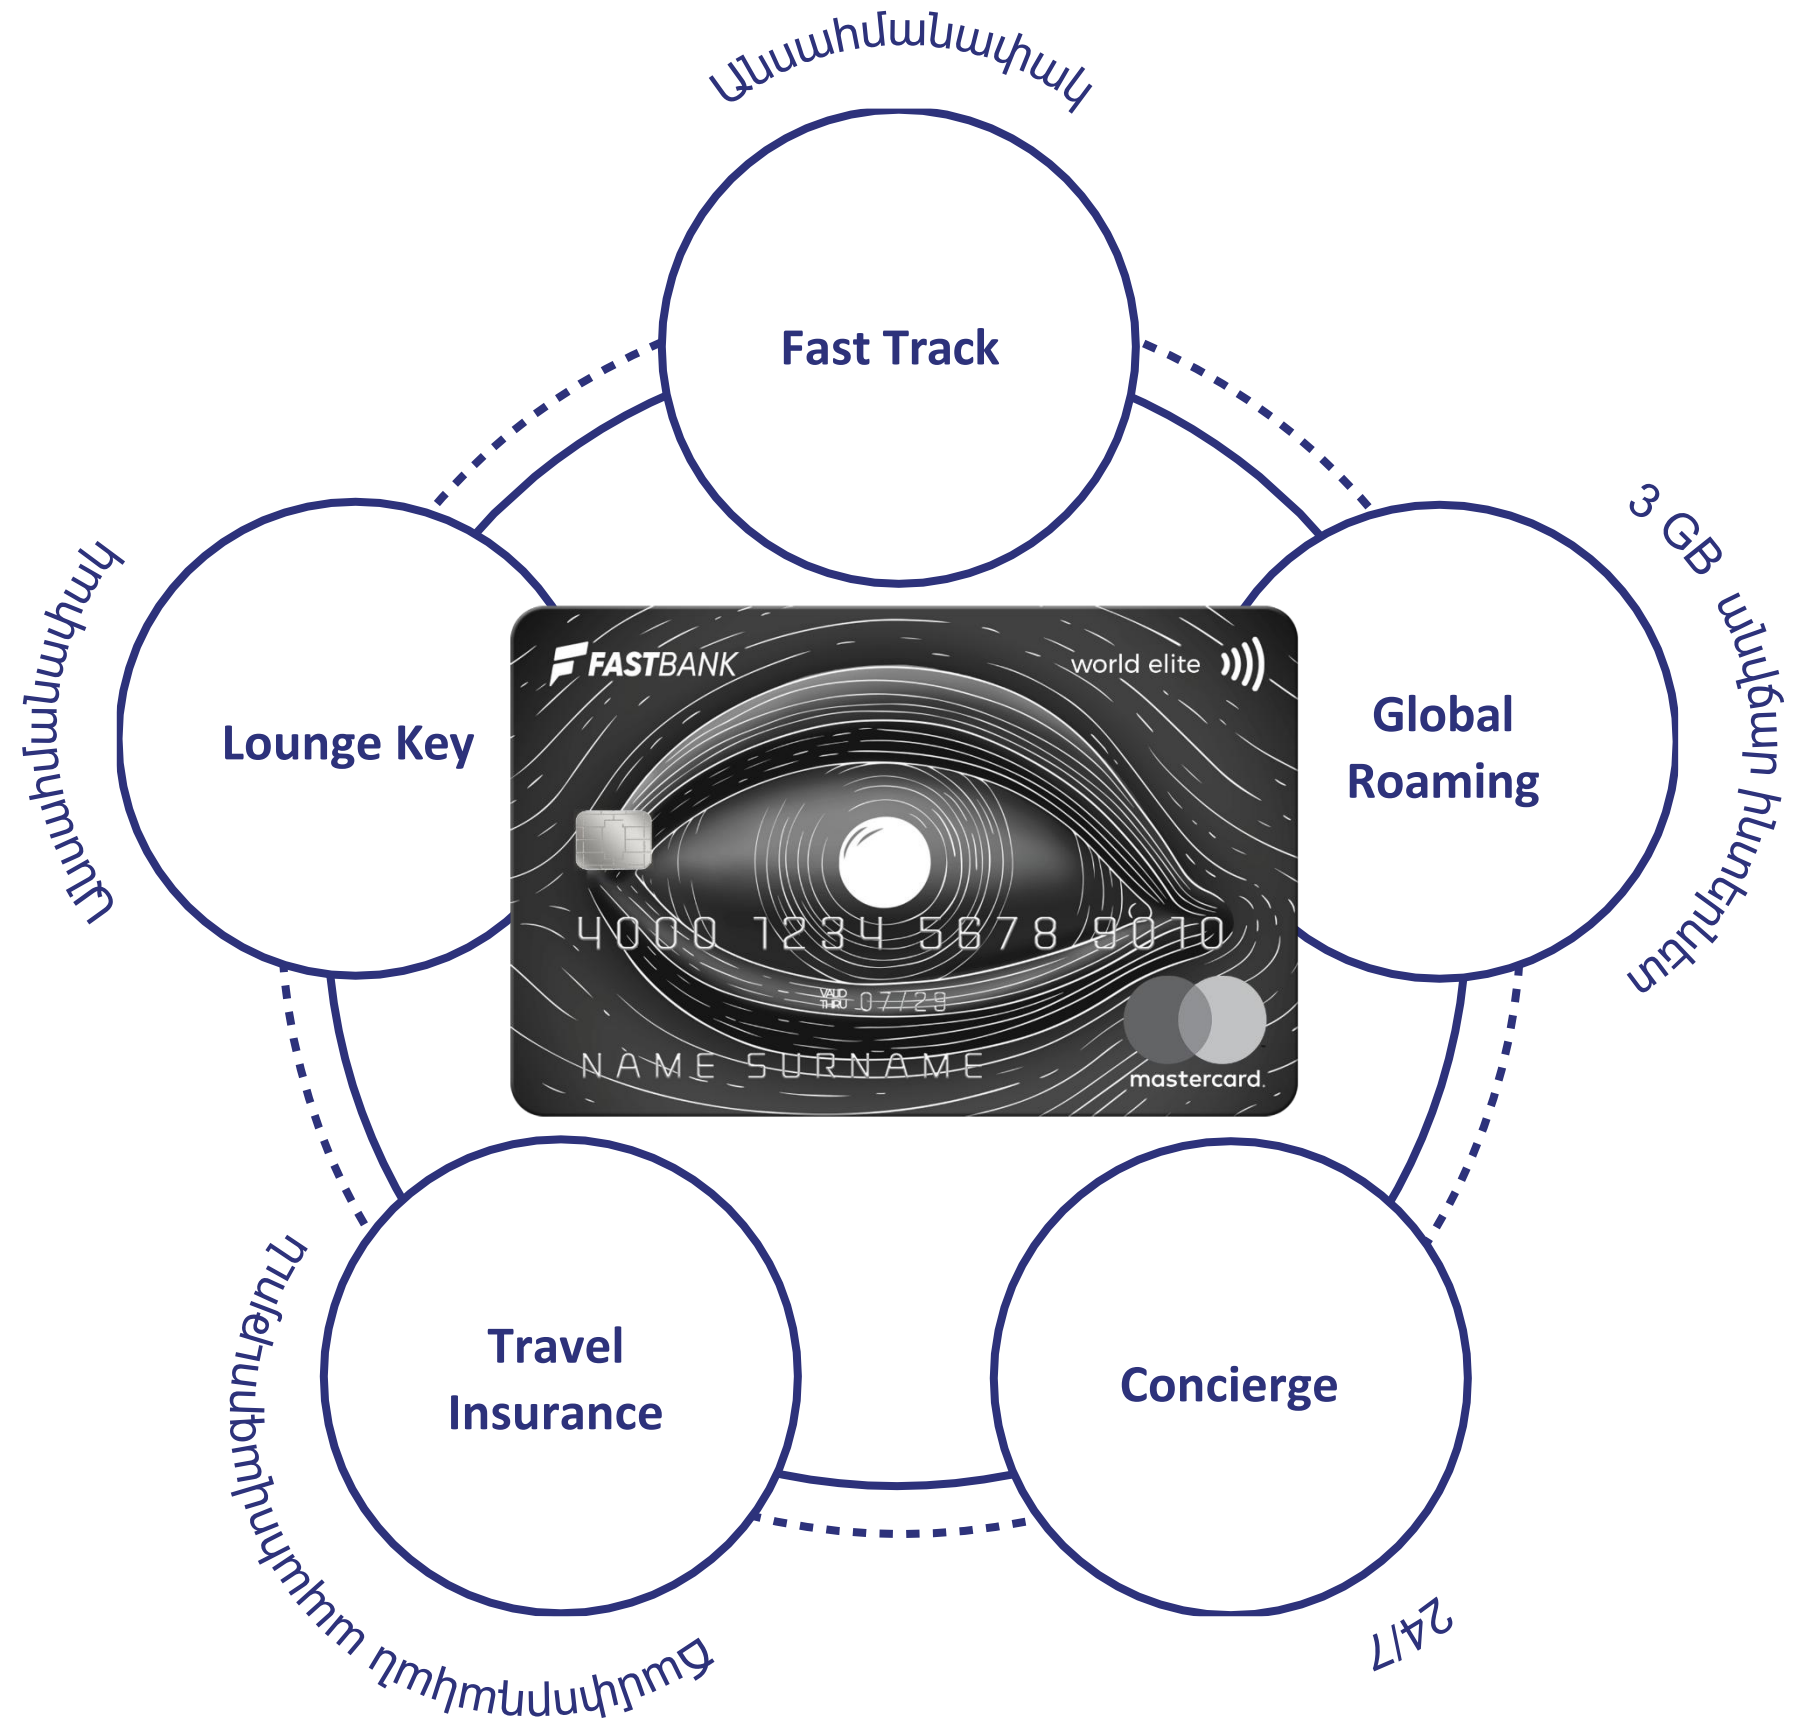 Անսահմանափակ
Fast Track
3 GB անվճար ինտերնետ
Անսահմանափակ
Lounge Key
Global
Roaming
FASTBANK
world elite
4000 1234 5678 9010
VALID
THRU 07/29
NAME SURNAME
mastercard.
Travel
Insurance
Ճամփորդական ապահովագրություն
Concierge
24/7